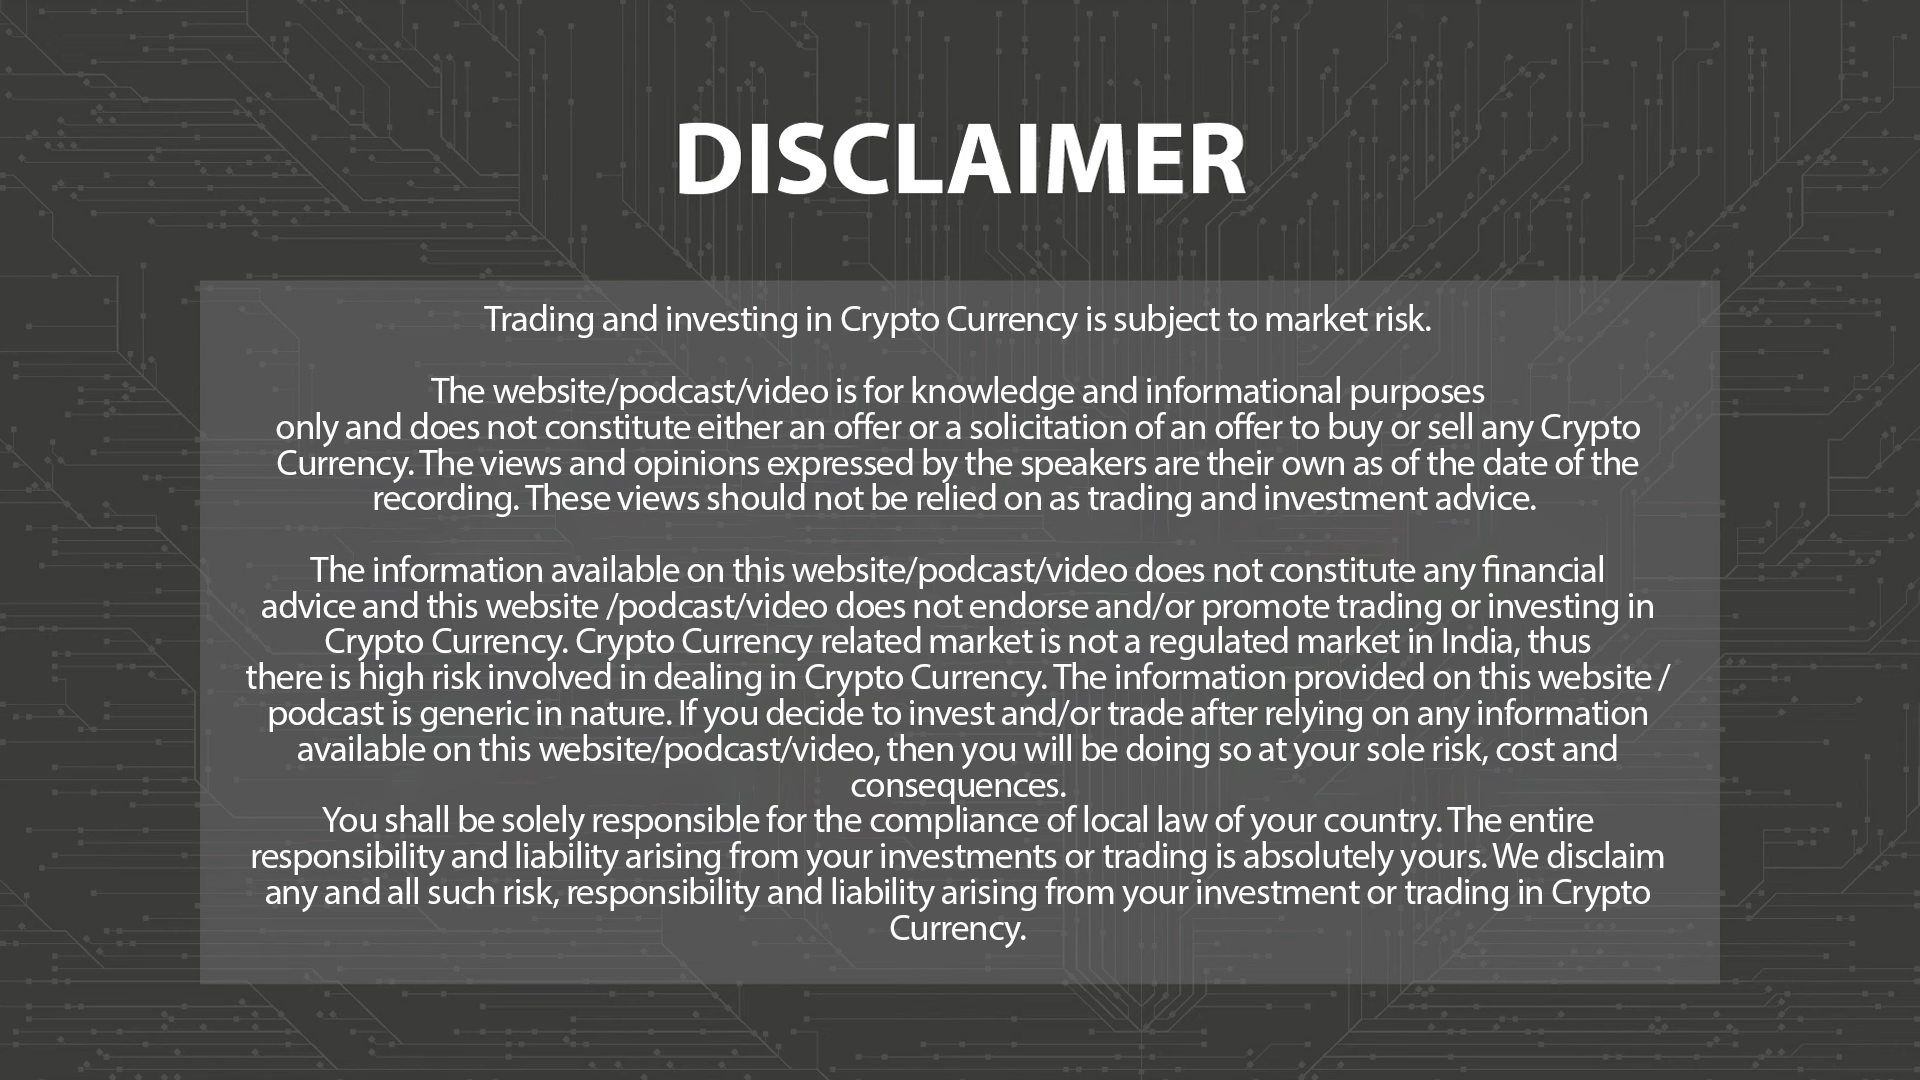 DISCLAIMER
Trading and investing in Crypto Currency is subject to market risk.
The website/podcast/video is for knowledge and informational purposes
only and does not constitute either an offer or a solicitation of an offer to buy or sell any Crypto
Currency. The views and opinions expressed by the speakers are their own as of the date of the
recording. These views should not be relied on as trading and investment advice.
The information available on this website/podcast/video does not constitute any financial
advice and this website /podcast/video does not endorse and/or promote trading or investing in
Crypto Currency. Crypto Currency related market is not a regulated market in India, thus
there is high risk involved in dealing in Crypto Currency. The information provided on this website /
podcast is generic in nature. If you decide to invest and/or trade after relying on any information
available on this website/podcast/video, then you will be doing so at your sole risk, cost and
consequences.
You shall be solely responsible for the compliance of local law of your country. The entire
responsibility and liability arising from your investments or trading is absolutely yours. We disclaim
any and all such risk, responsibility and liability arising from your investment or trading in Crypto
Currency.